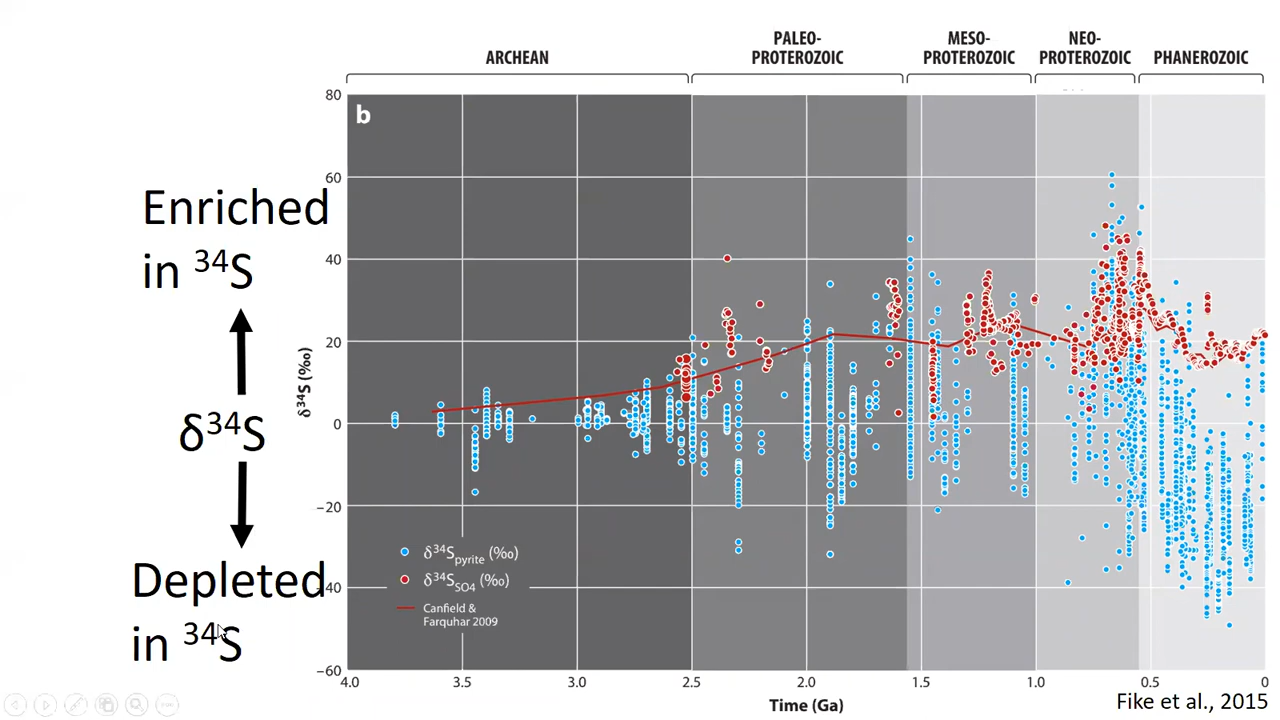 ARCHEAN
PALEO-
PROTEROZOIC
MESO-
PROTEROZOIC
NEO-
PROTEROZOIC
PHANEROZOIC
b
Enriched
in ³⁴S
δ³⁴S
Depleted
in ³⁴S
δ³⁴S (‰)
80
60
40
20
0
−20
−40
−60
δ³⁴Spyrite (‰)
δ³⁴SSO4 (‰)
Canfield &
Farquhar 2009
4.0 3.5 3.0 2.5 2.0 1.5 1.0 0.5 0
Time (Ga)
Fike et al., 2015